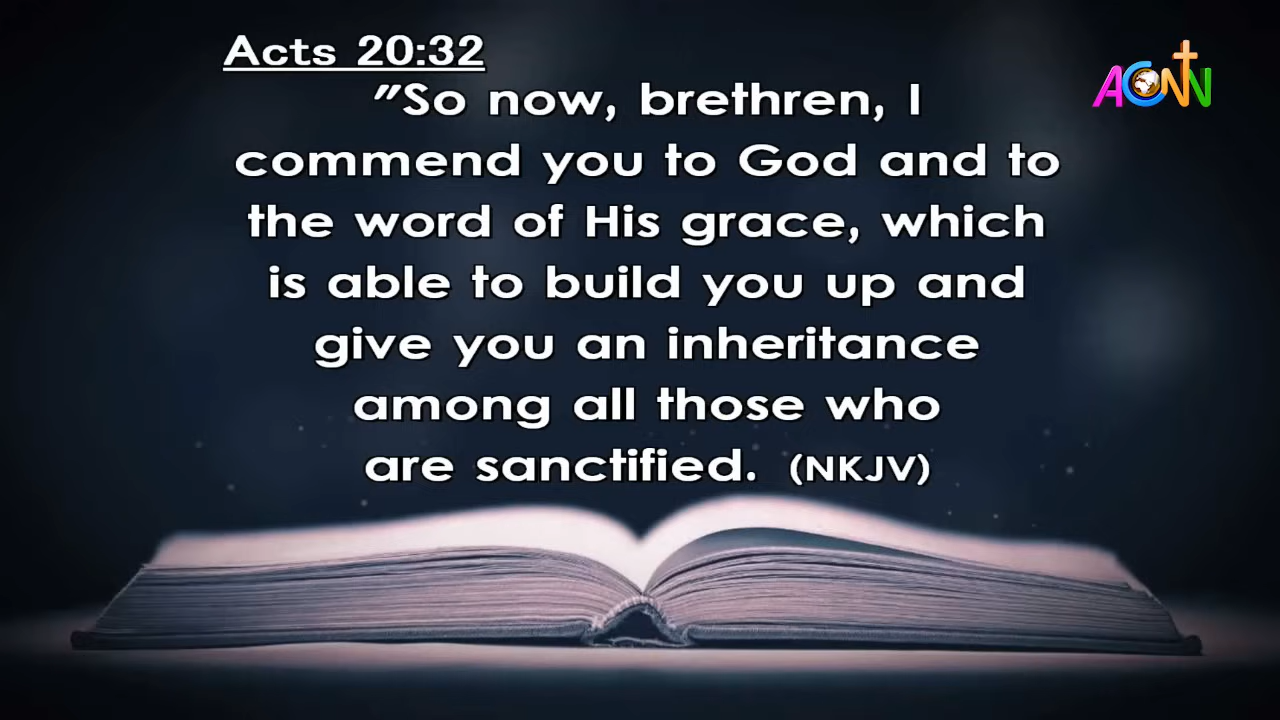 Acts 20:32
"So now, brethren, I
commend you to God and to
the word of His grace, which
is able to build you up and
give you an inheritance
among all those who
are sanctified. (NKJV)
ACNN